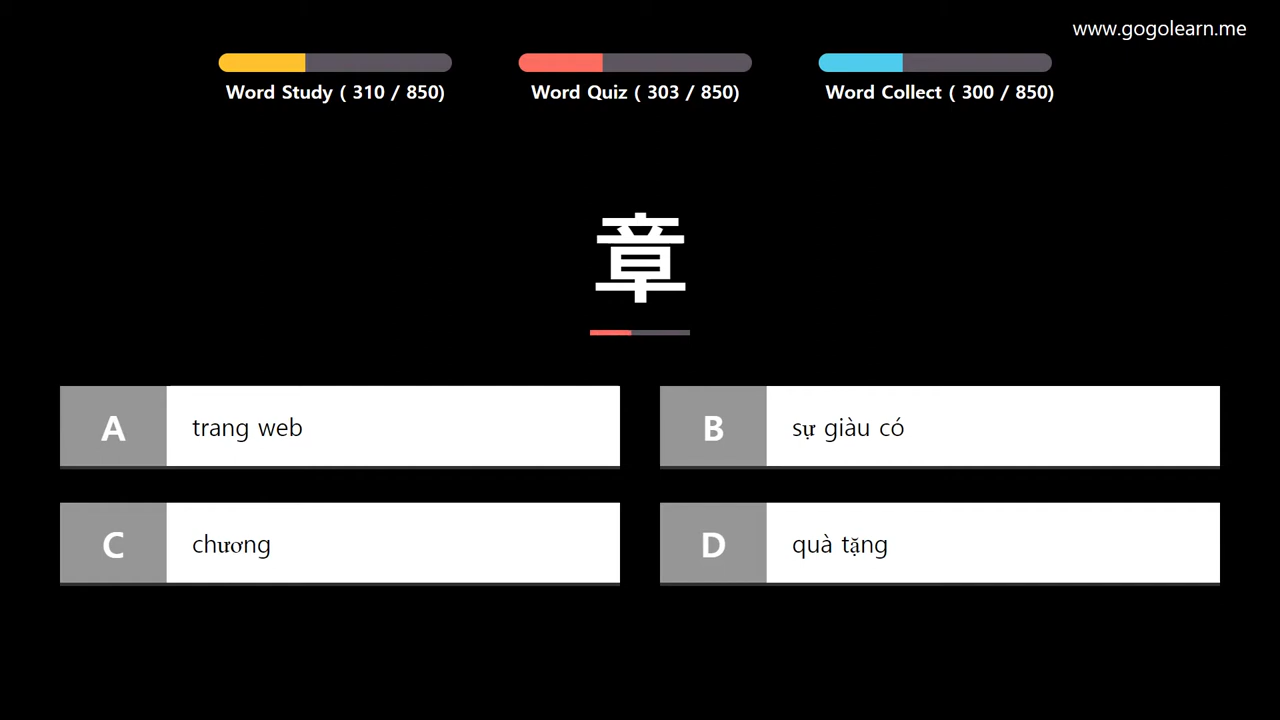 www.gogolearn.me
Word Study ( 310 / 850)
Word Quiz ( 303 / 850)
Word Collect ( 300 / 850)
章
A trang web
B sự giàu có
C chương
D quà tặng